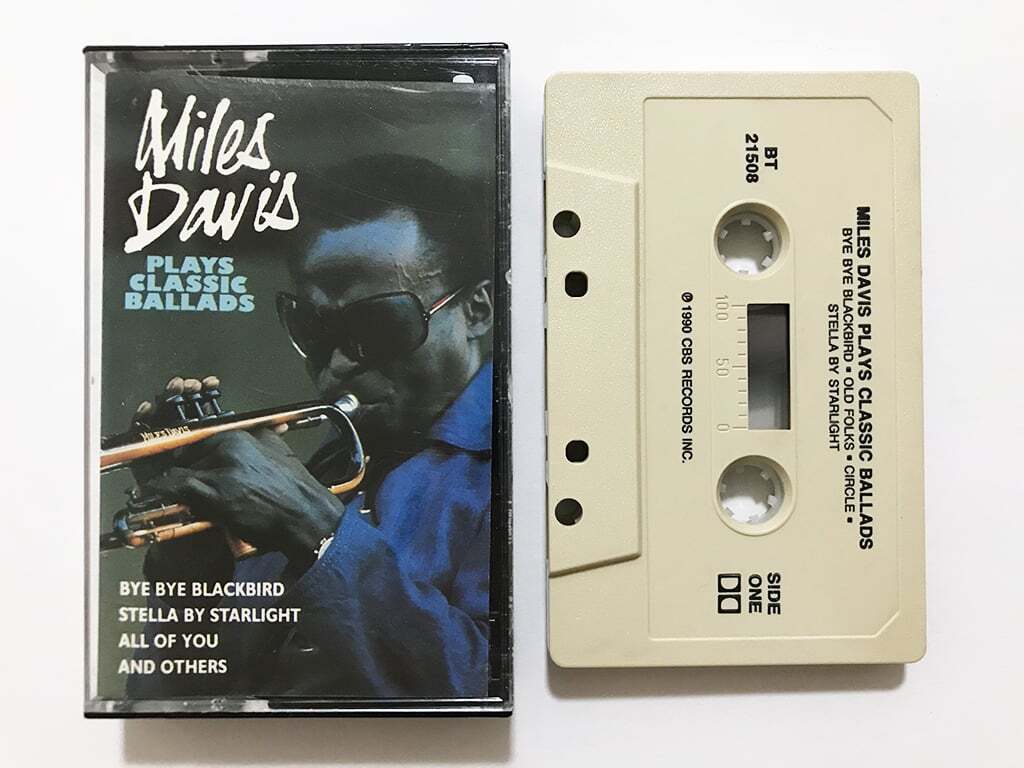 Miles
Davis
PLAYS
CLASSIC
BALLADS
MILES DAVIS
BYE BYE BLACKBIRD
STELLA BY STARLIGHT
ALL OF YOU
AND OTHERS
BT
21508
MILES DAVIS PLAYS CLASSIC BALLADS
BYE BYE BLACKBIRD ▪ OLD FOLKS ▪ CIRCLE ▪
STELLA BY STARLIGHT
100 50 0
℗ 1990 CBS RECORDS INC.
SIDE
ONE